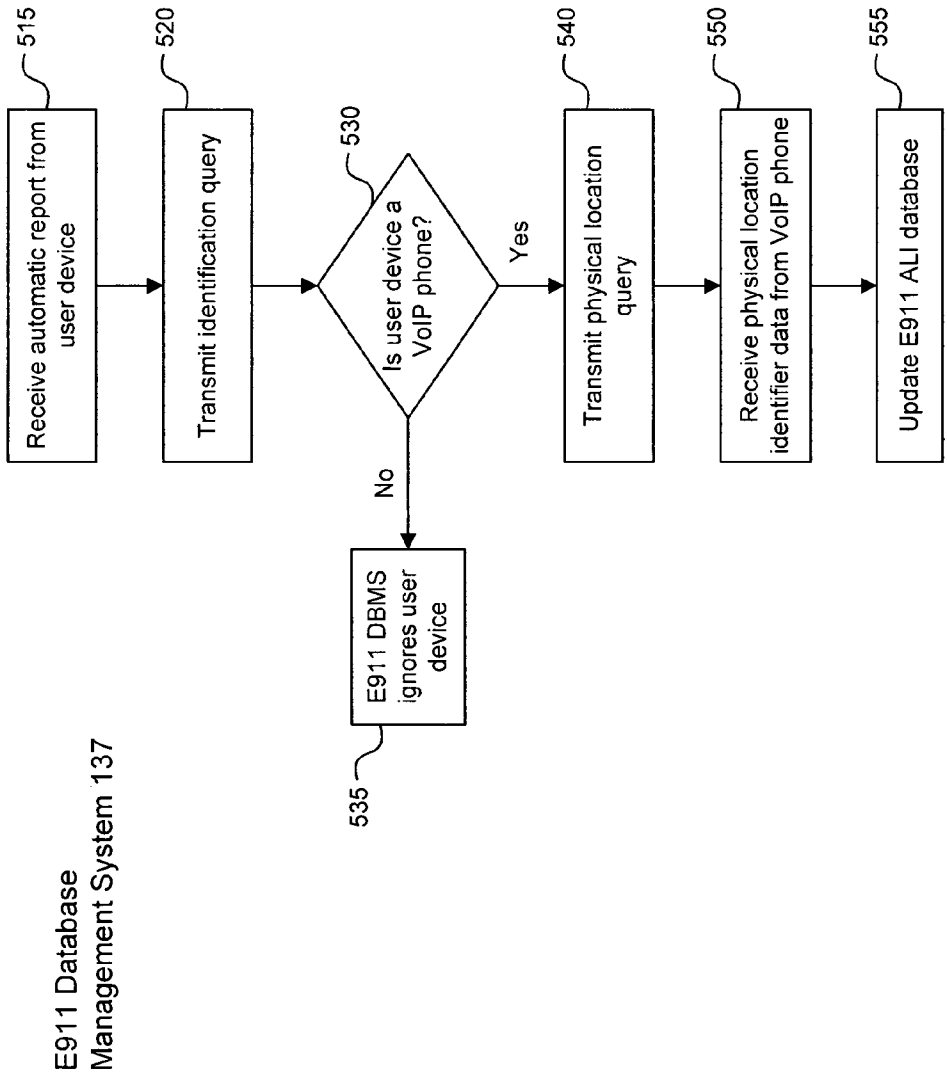 E911 Database
Management System 137
Receive automatic report from
user device
515
Transmit identification query
520
Is user device a
VoIP phone?
530
No
Yes
E911 DBMS
ignores user
device
535
Transmit physical location
query
540
Receive physical location
identifier data from VoIP phone
550
Update E911 ALI database
555